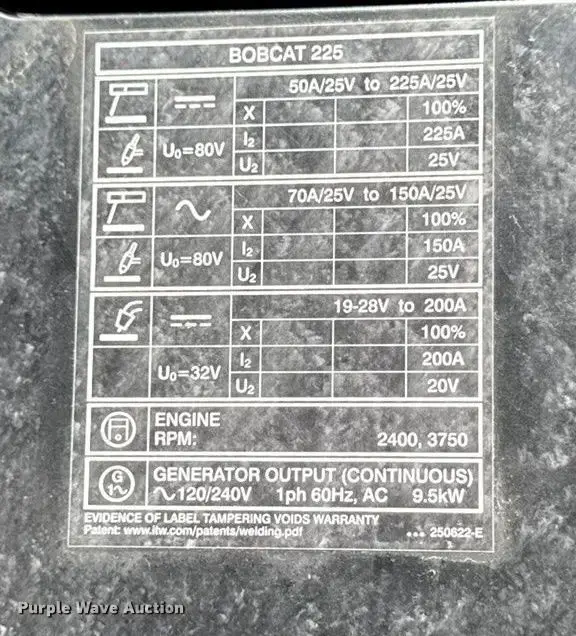 BOBCAT 225
50A/25V to 225A/25V
X 100%
U0=80V I2 225A
U2 25V
70A/25V to 150A/25V
X 100%
U0=80V I2 150A
U2 25V
19-28V to 200A
X 100%
U0=32V I2 200A
U2 20V
ENGINE
RPM: 2400, 3750
G
1~
GENERATOR OUTPUT (CONTINUOUS)
~120/240V 1ph 60Hz, AC 9.5kW
EVIDENCE OF LABEL TAMPERING VOIDS WARRANTY
Patent: www.itw.com/patents/welding.pdf ••• 250622-E
Purple Wave Auction